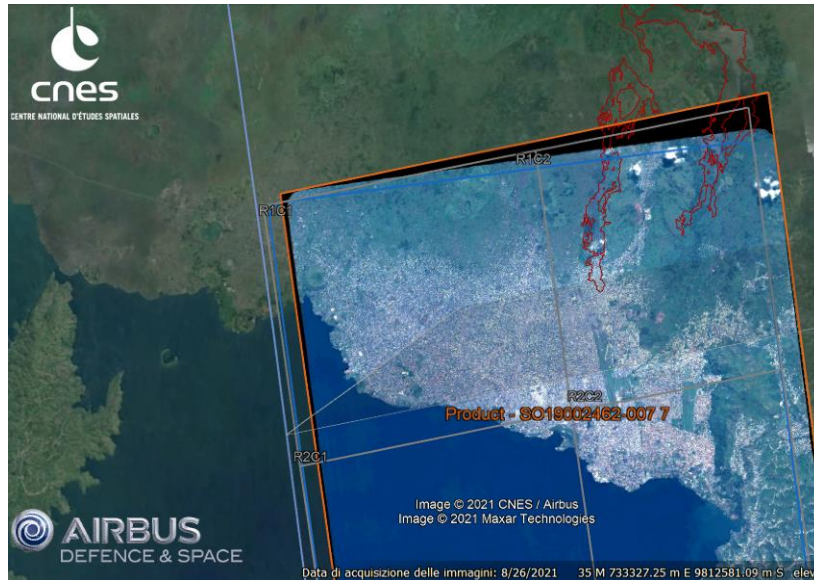 cnes
CENTRE NATIONAL D'ÉTUDES SPATIALES
R1C2
R1C1
R2C2
Product - SO19002462-007 7
R2C1
Image © 2021 CNES / Airbus
Image © 2021 Maxar Technologies
AIRBUS
DEFENCE & SPACE
Data di acquisizione delle immagini: 8/26/2021 35 M 733327.25 m E 9812581.09 m S elev